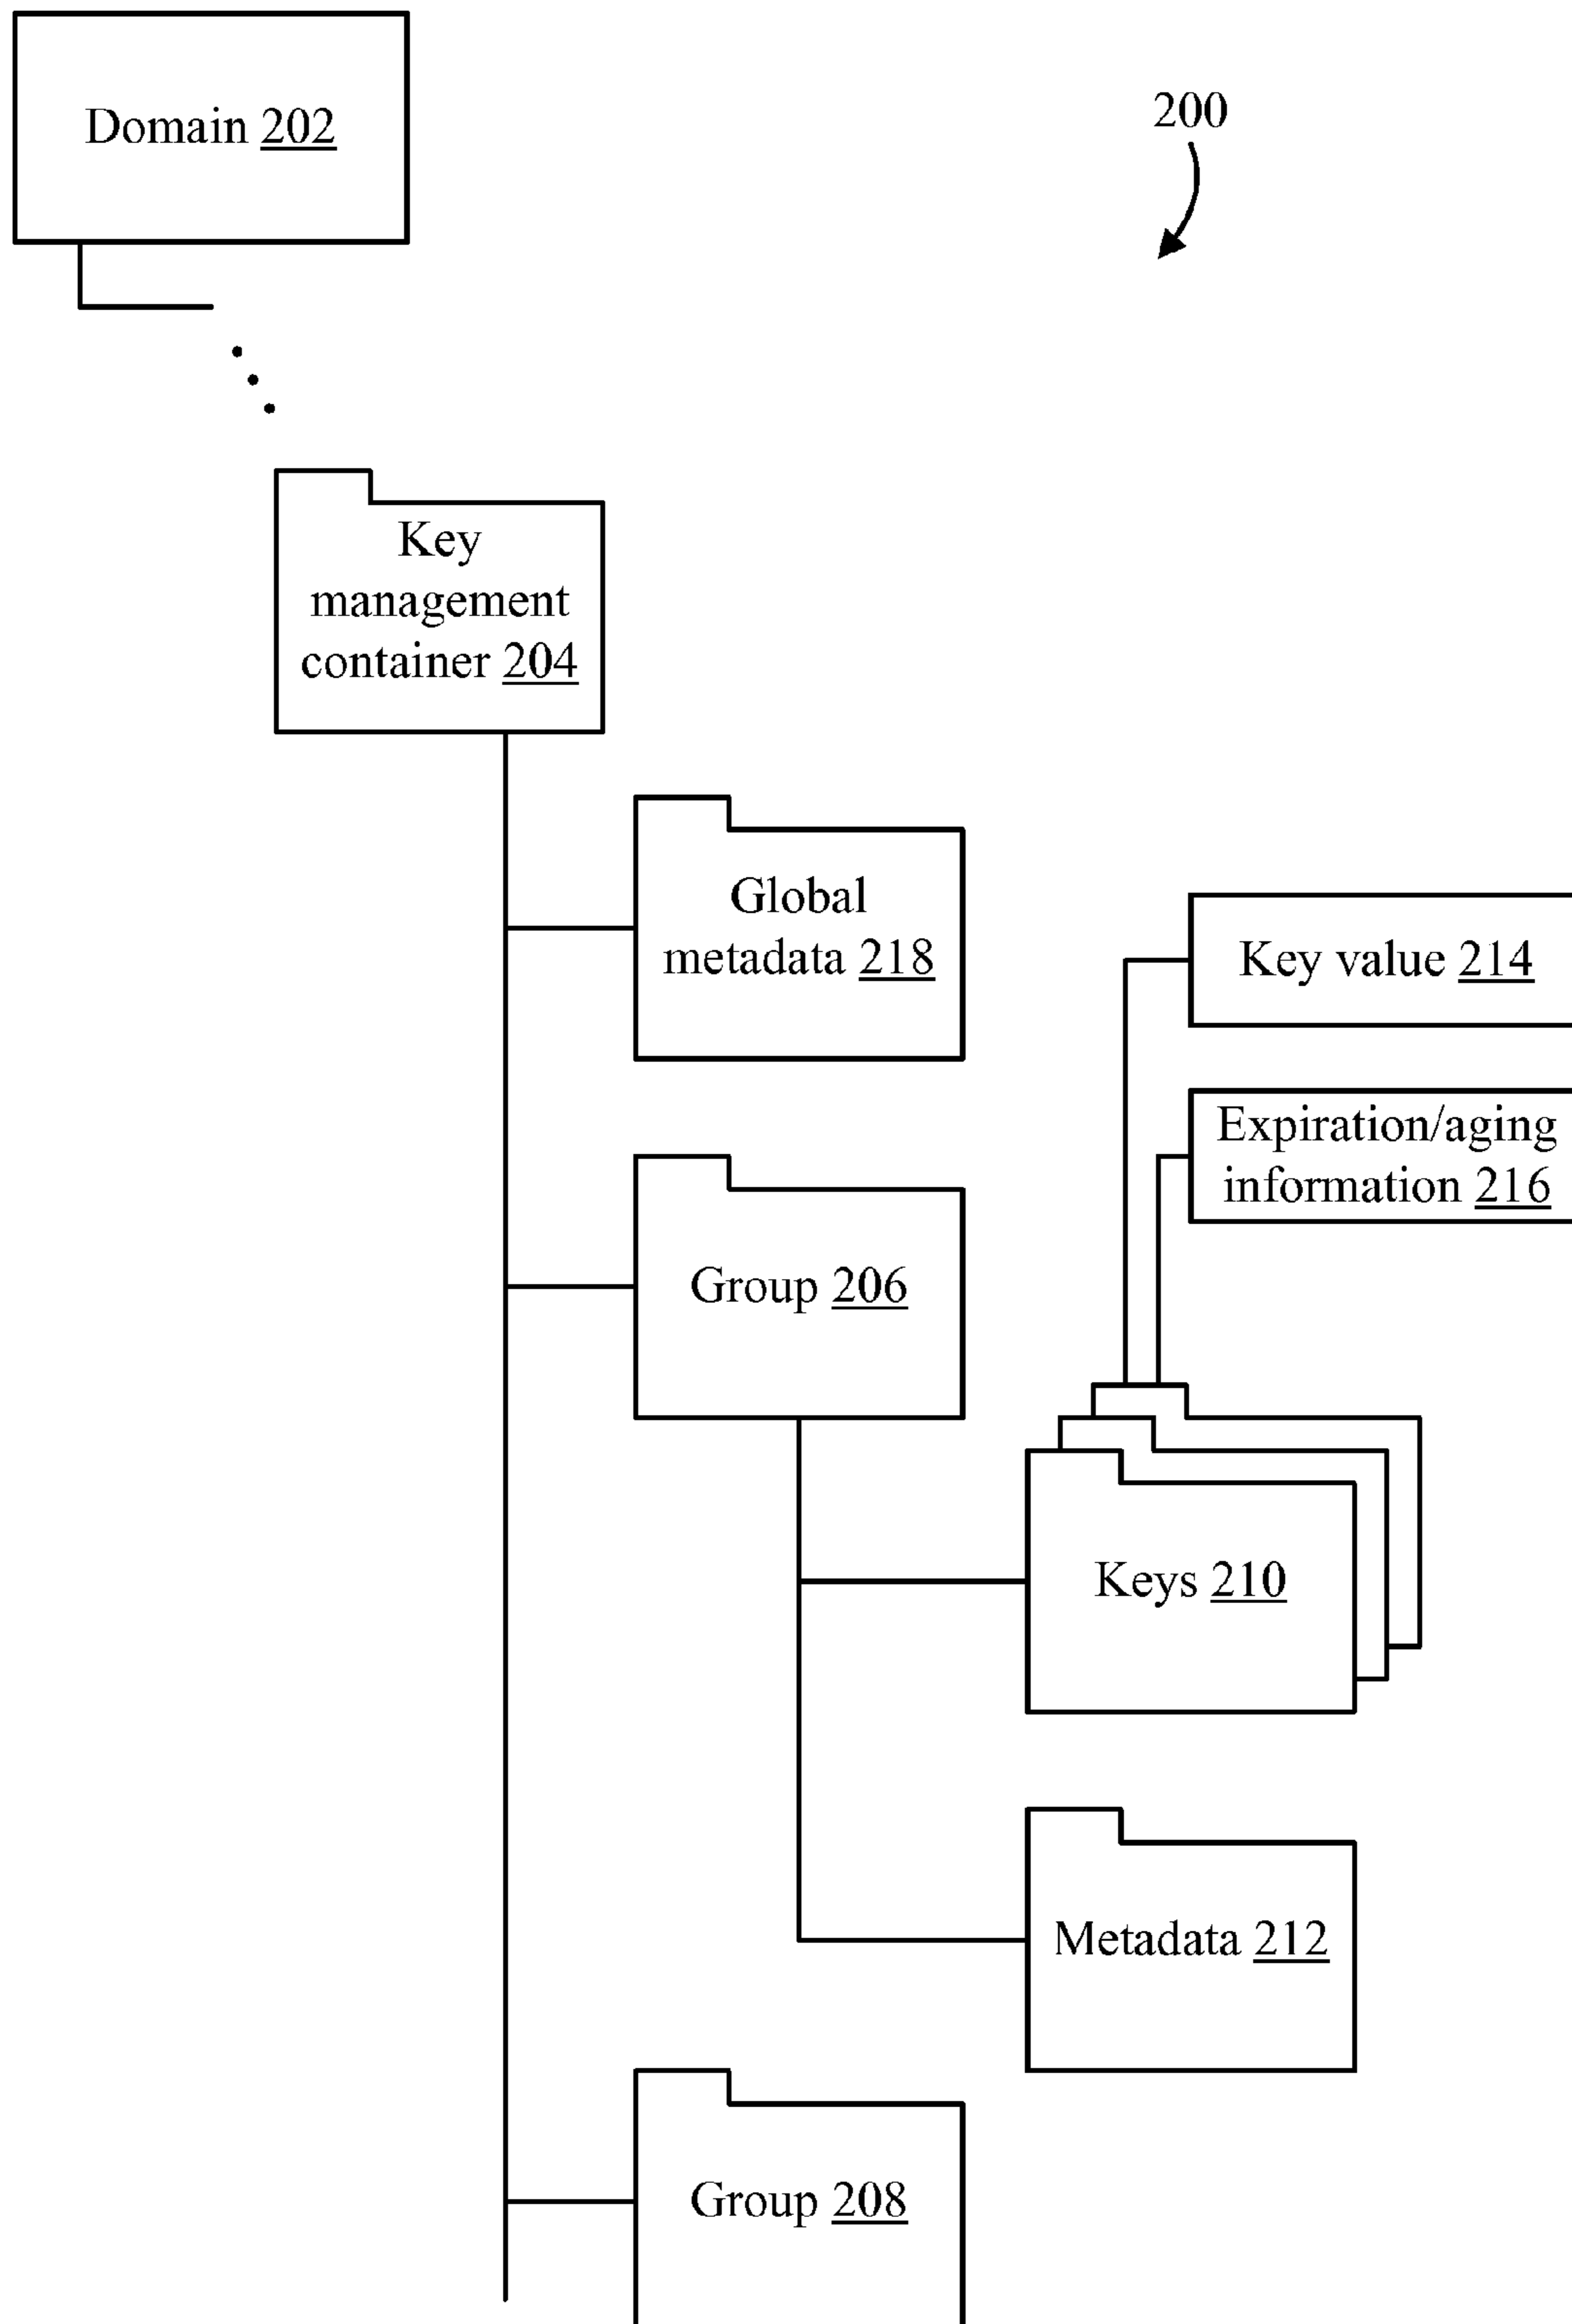 Domain 202
200
Key
management
container 204
Global
metadata 218
Key value 214
Expiration/aging
information 216
Group 206
Keys 210
Metadata 212
Group 208